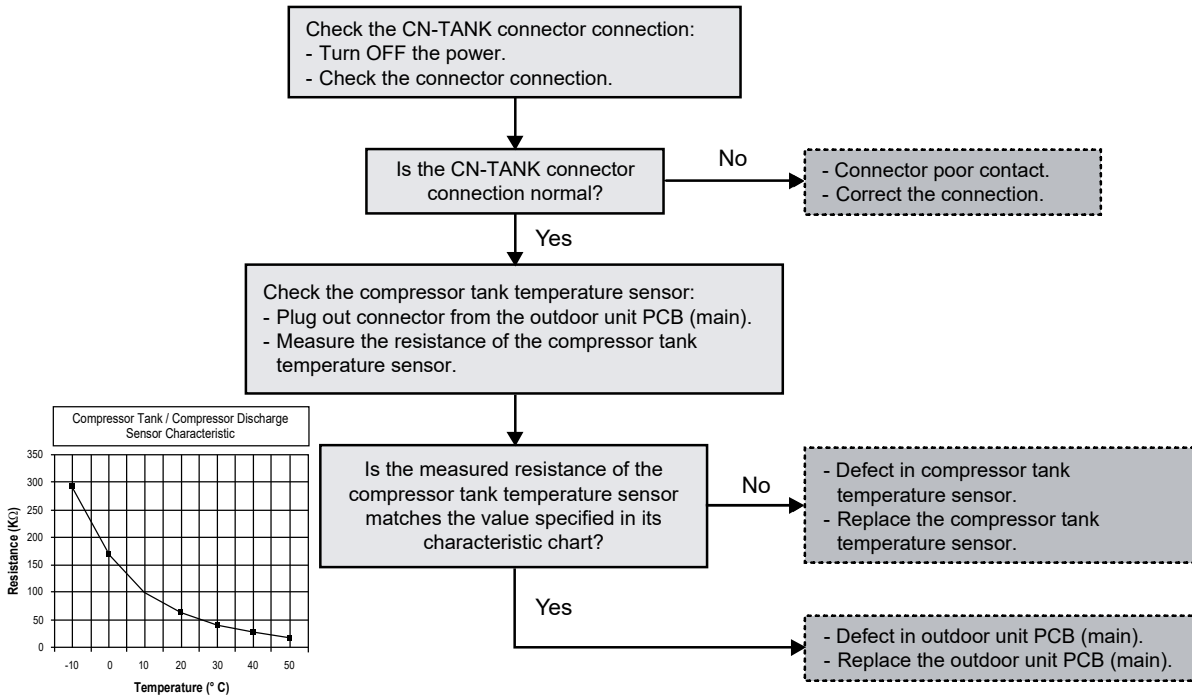 Check the CN-TANK connector connection:
- Turn OFF the power.
- Check the connector connection.
Is the CN-TANK connector
connection normal?
No
- Connector poor contact.
- Correct the connection.
Yes
Check the compressor tank temperature sensor:
- Plug out connector from the outdoor unit PCB (main).
- Measure the resistance of the compressor tank
temperature sensor.
Compressor Tank / Compressor Discharge
Sensor Characteristic
Resistance (KΩ)
350
300
250
200
150
100
50
0
-10 0 10 20 30 40 50
Temperature (° C)
Is the measured resistance of the
compressor tank temperature sensor
matches the value specified in its
characteristic chart?
No
- Defect in compressor tank
temperature sensor.
- Replace the compressor tank
temperature sensor.
Yes
- Defect in outdoor unit PCB (main).
- Replace the outdoor unit PCB (main).